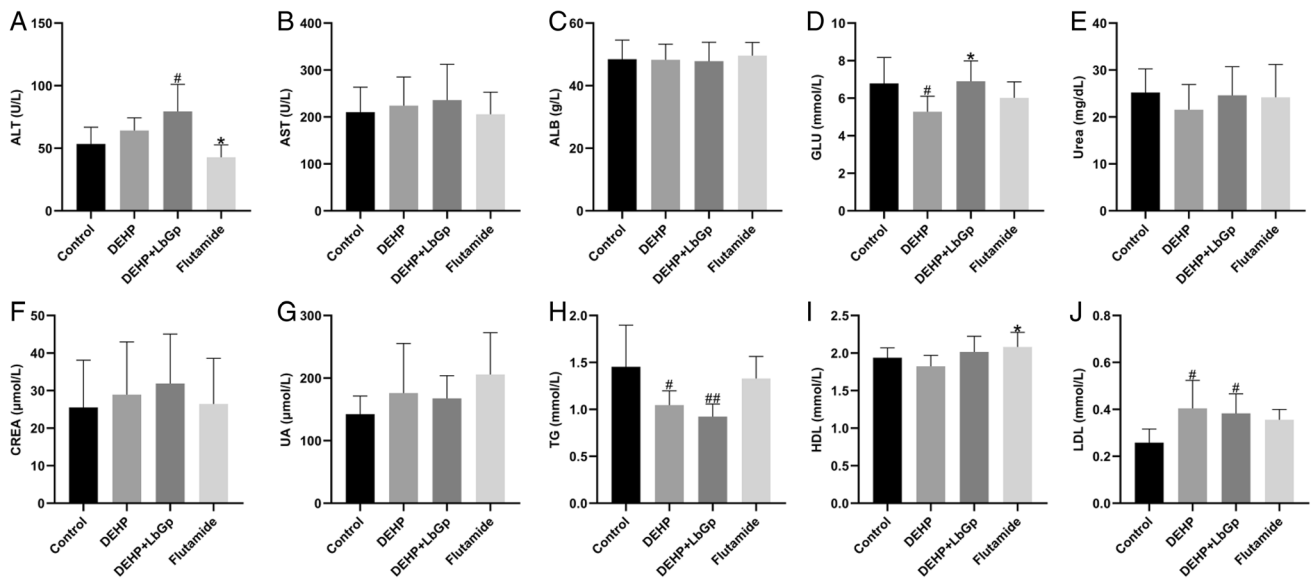 A
ALT (U/L)
150
100
50
0
#
*
Control
DEHP
DEHP+LbGp
Flutamide
B
AST (U/L)
400
300
200
100
0
Control
DEHP
DEHP+LbGp
Flutamide
C
ALB (g/L)
60
40
20
0
Control
DEHP
DEHP+LbGp
Flutamide
D
GLU (mmol/L)
10
8
6
4
2
0
#
*
Control
DEHP
DEHP+LbGp
Flutamide
E
Urea (mg/dL)
40
30
20
10
0
Control
DEHP
DEHP+LbGp
Flutamide
F
CREA (μmol/L)
50
40
30
20
10
0
Control
DEHP
DEHP+LbGp
Flutamide
G
UA (μmol/L)
300
200
100
0
Control
DEHP
DEHP+LbGp
Flutamide
H
TG (mmol/L)
2.0
1.5
1.0
0.5
0.0
#
##
Control
DEHP
DEHP+LbGp
Flutamide
I
HDL (mmol/L)
2.5
2.0
1.5
1.0
0.5
0.0
*
Control
DEHP
DEHP+LbGp
Flutamide
J
LDL (mmol/L)
0.8
0.6
0.4
0.2
0.0
#
#
Control
DEHP
DEHP+LbGp
Flutamide